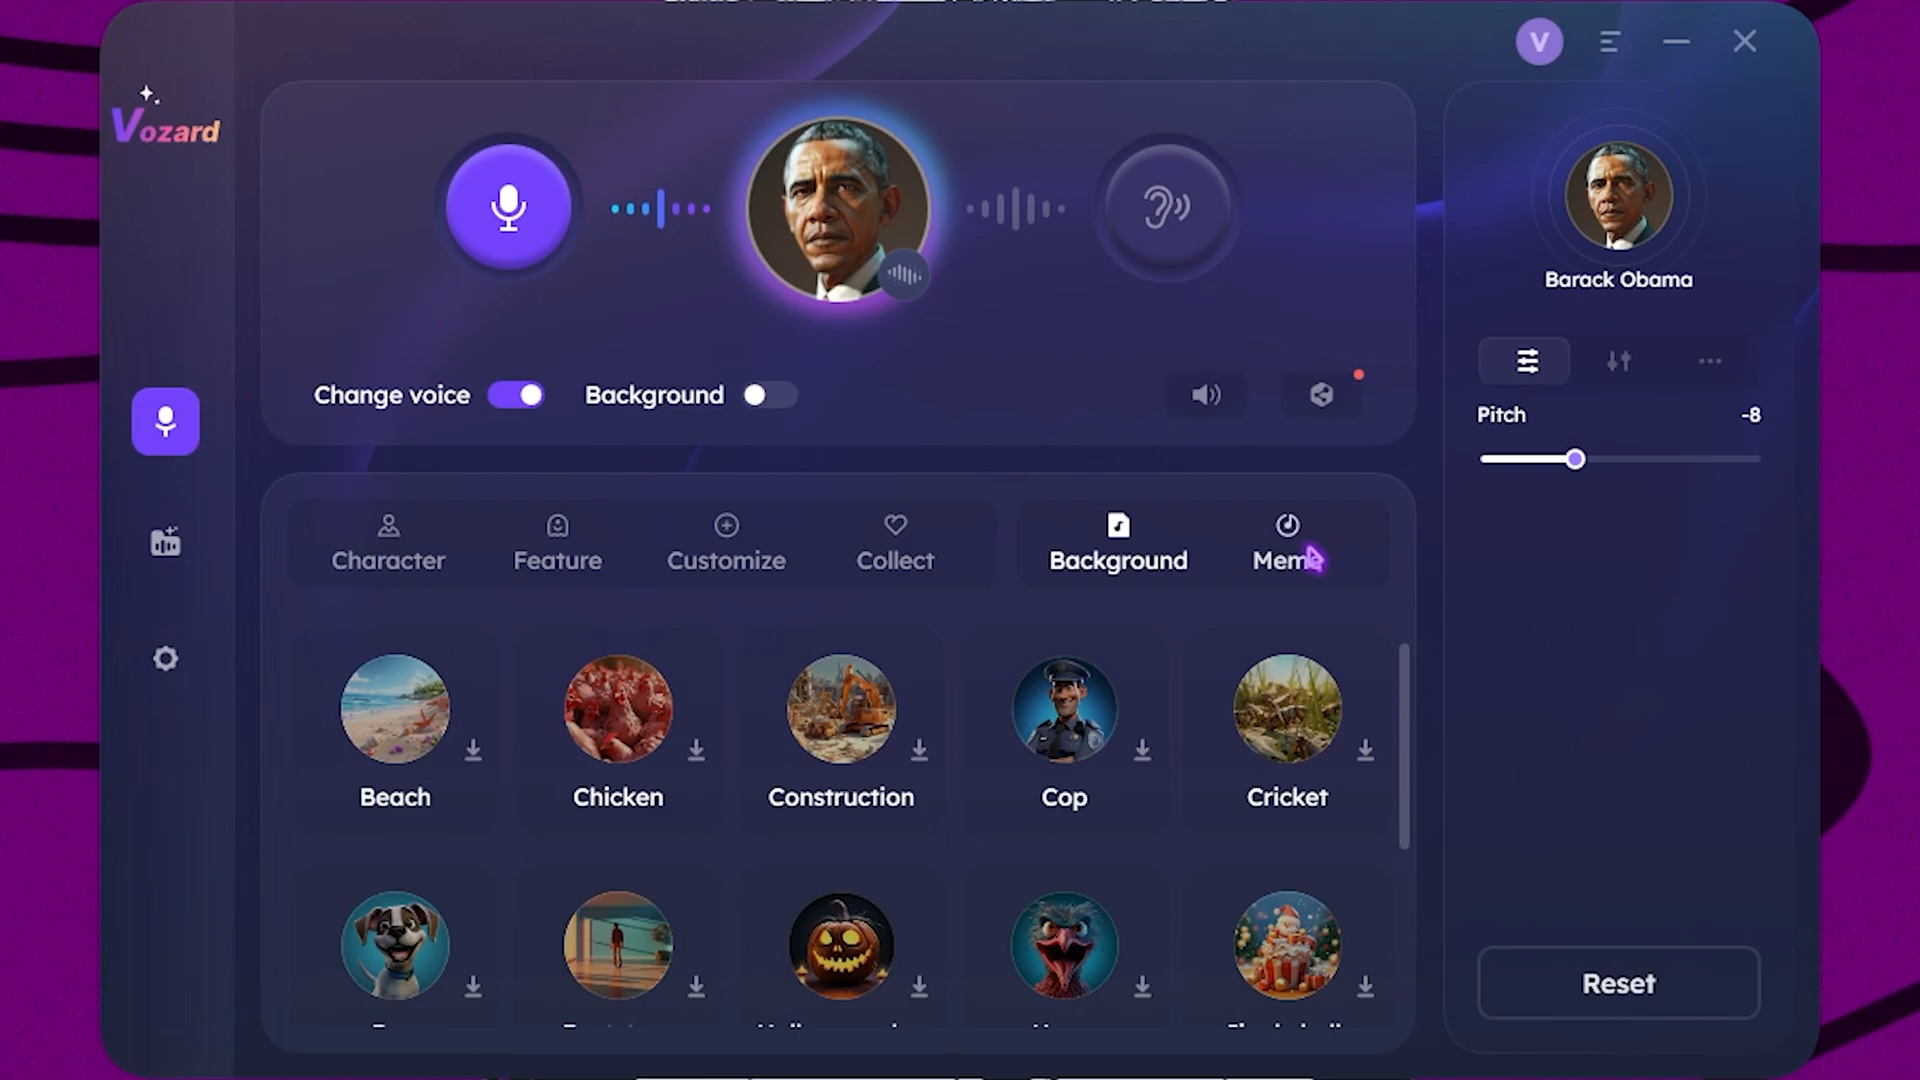 V
Vozard
Barack Obama
Change voice
Background
Pitch
-8
Character
Feature
Customize
Collect
Background
Meme
Beach
Chicken
Construction
Cop
Cricket
Reset